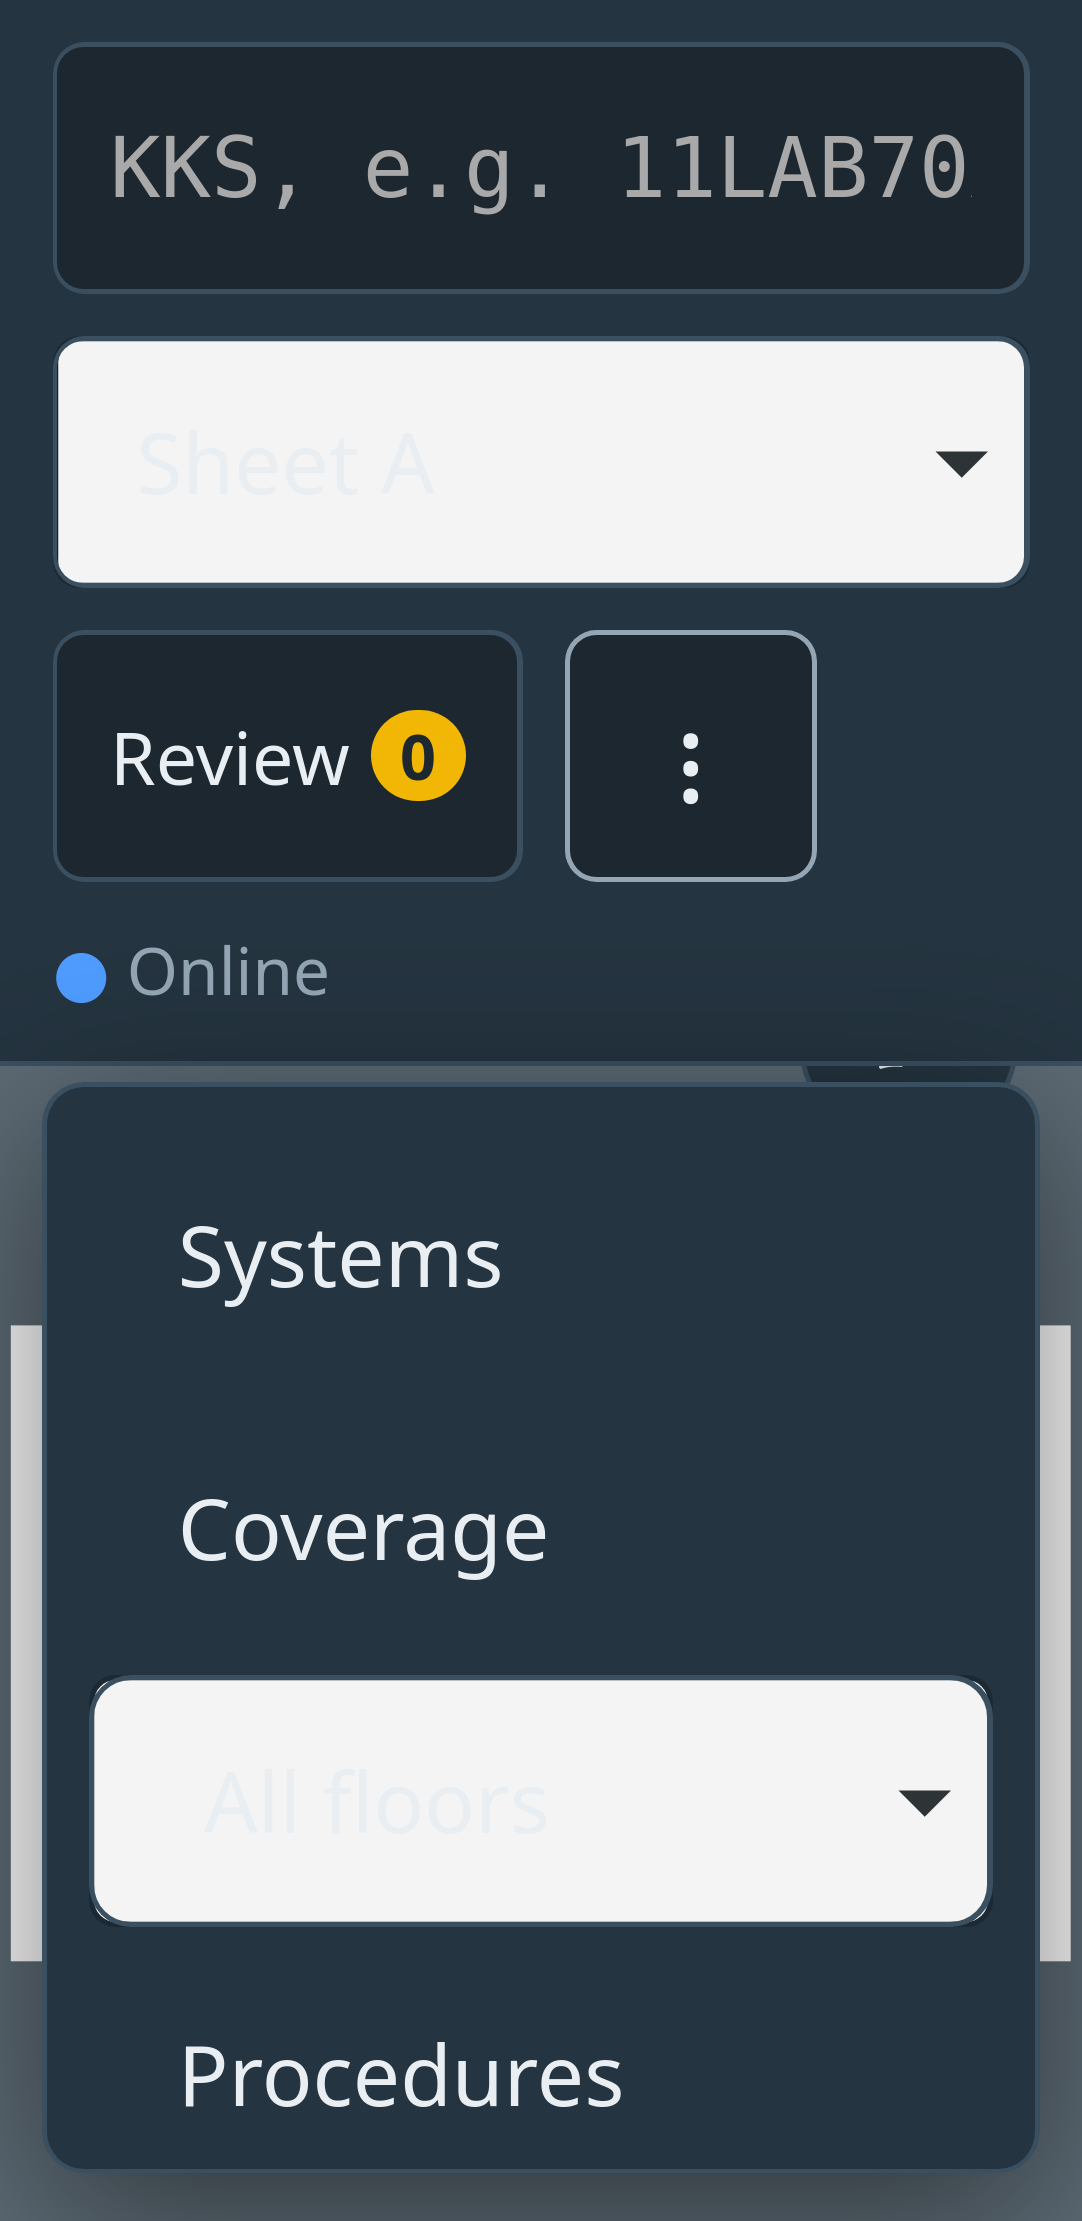 KKS, e.g. 11LAB70
Sheet A
Review 0
Online
Systems
Coverage
All floors
Procedures